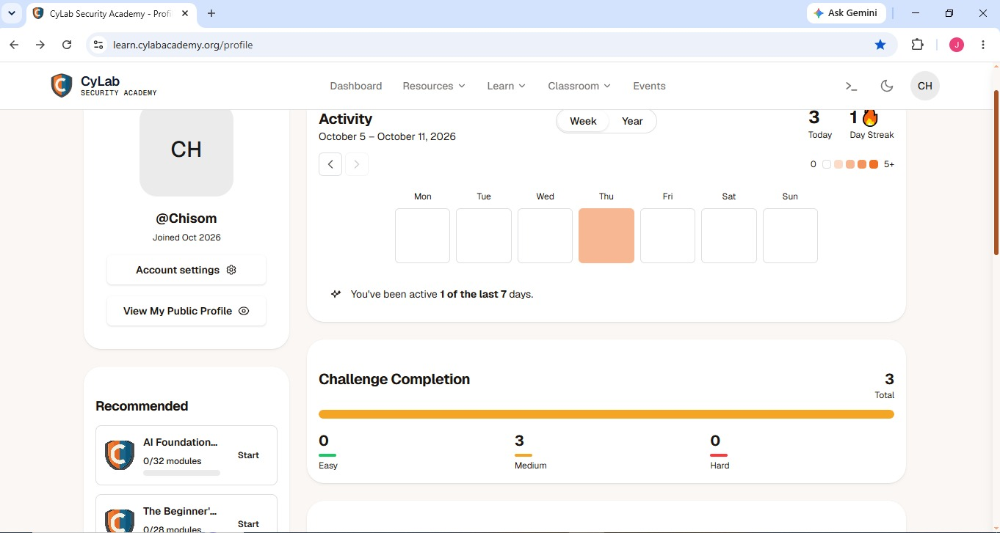 CyLab Security Academy - Profi
Ask Gemini
learn.cylabacademy.org/profile
J
CyLab
SECURITY ACADEMY
Dashboard
Resources
Learn
Classroom
Events
>_
CH
CH
@Chisom
Joined Oct 2026
Account settings
View My Public Profile
Recommended
AI Foundation...
0/32 modules
Start
The Beginner'...
0/28 modules
Start
Activity
October 5 – October 11, 2026
Week
Year
3
Today
1
Day Streak
0
5+
Mon
Tue
Wed
Thu
Fri
Sat
Sun
You've been active 1 of the last 7 days.
Challenge Completion
3
Total
0
Easy
3
Medium
0
Hard